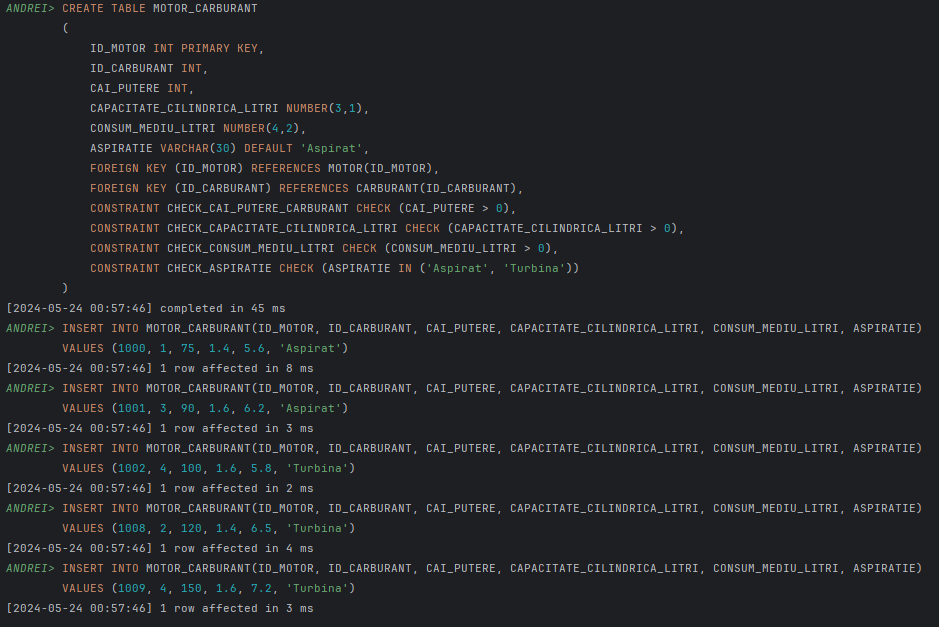 ANDREI> CREATE TABLE MOTOR_CARBURANT
(
ID_MOTOR INT PRIMARY KEY,
ID_CARBURANT INT,
CAI_PUTERE INT,
CAPACITATE_CILINDRICA_LITRI NUMBER(3,1),
CONSUM_MEDIU_LITRI NUMBER(4,2),
ASPIRATIE VARCHAR(30) DEFAULT 'Aspirat',
FOREIGN KEY (ID_MOTOR) REFERENCES MOTOR(ID_MOTOR),
FOREIGN KEY (ID_CARBURANT) REFERENCES CARBURANT(ID_CARBURANT),
CONSTRAINT CHECK_CAI_PUTERE_CARBURANT CHECK (CAI_PUTERE > 0),
CONSTRAINT CHECK_CAPACITATE_CILINDRICA_LITRI CHECK (CAPACITATE_CILINDRICA_LITRI > 0),
CONSTRAINT CHECK_CONSUM_MEDIU_LITRI CHECK (CONSUM_MEDIU_LITRI > 0),
CONSTRAINT CHECK_ASPIRATIE CHECK (ASPIRATIE IN ('Aspirat', 'Turbina'))
)
[2024-05-24 00:57:46] completed in 45 ms
ANDREI> INSERT INTO MOTOR_CARBURANT(ID_MOTOR, ID_CARBURANT, CAI_PUTERE, CAPACITATE_CILINDRICA_LITRI, CONSUM_MEDIU_LITRI, ASPIRATIE)
VALUES (1000, 1, 75, 1.4, 5.6, 'Aspirat')
[2024-05-24 00:57:46] 1 row affected in 8 ms
ANDREI> INSERT INTO MOTOR_CARBURANT(ID_MOTOR, ID_CARBURANT, CAI_PUTERE, CAPACITATE_CILINDRICA_LITRI, CONSUM_MEDIU_LITRI, ASPIRATIE)
VALUES (1001, 3, 90, 1.6, 6.2, 'Aspirat')
[2024-05-24 00:57:46] 1 row affected in 3 ms
ANDREI> INSERT INTO MOTOR_CARBURANT(ID_MOTOR, ID_CARBURANT, CAI_PUTERE, CAPACITATE_CILINDRICA_LITRI, CONSUM_MEDIU_LITRI, ASPIRATIE)
VALUES (1002, 4, 100, 1.6, 5.8, 'Turbina')
[2024-05-24 00:57:46] 1 row affected in 2 ms
ANDREI> INSERT INTO MOTOR_CARBURANT(ID_MOTOR, ID_CARBURANT, CAI_PUTERE, CAPACITATE_CILINDRICA_LITRI, CONSUM_MEDIU_LITRI, ASPIRATIE)
VALUES (1008, 2, 120, 1.4, 6.5, 'Turbina')
[2024-05-24 00:57:46] 1 row affected in 4 ms
ANDREI> INSERT INTO MOTOR_CARBURANT(ID_MOTOR, ID_CARBURANT, CAI_PUTERE, CAPACITATE_CILINDRICA_LITRI, CONSUM_MEDIU_LITRI, ASPIRATIE)
VALUES (1009, 4, 150, 1.6, 7.2, 'Turbina')
[2024-05-24 00:57:46] 1 row affected in 3 ms